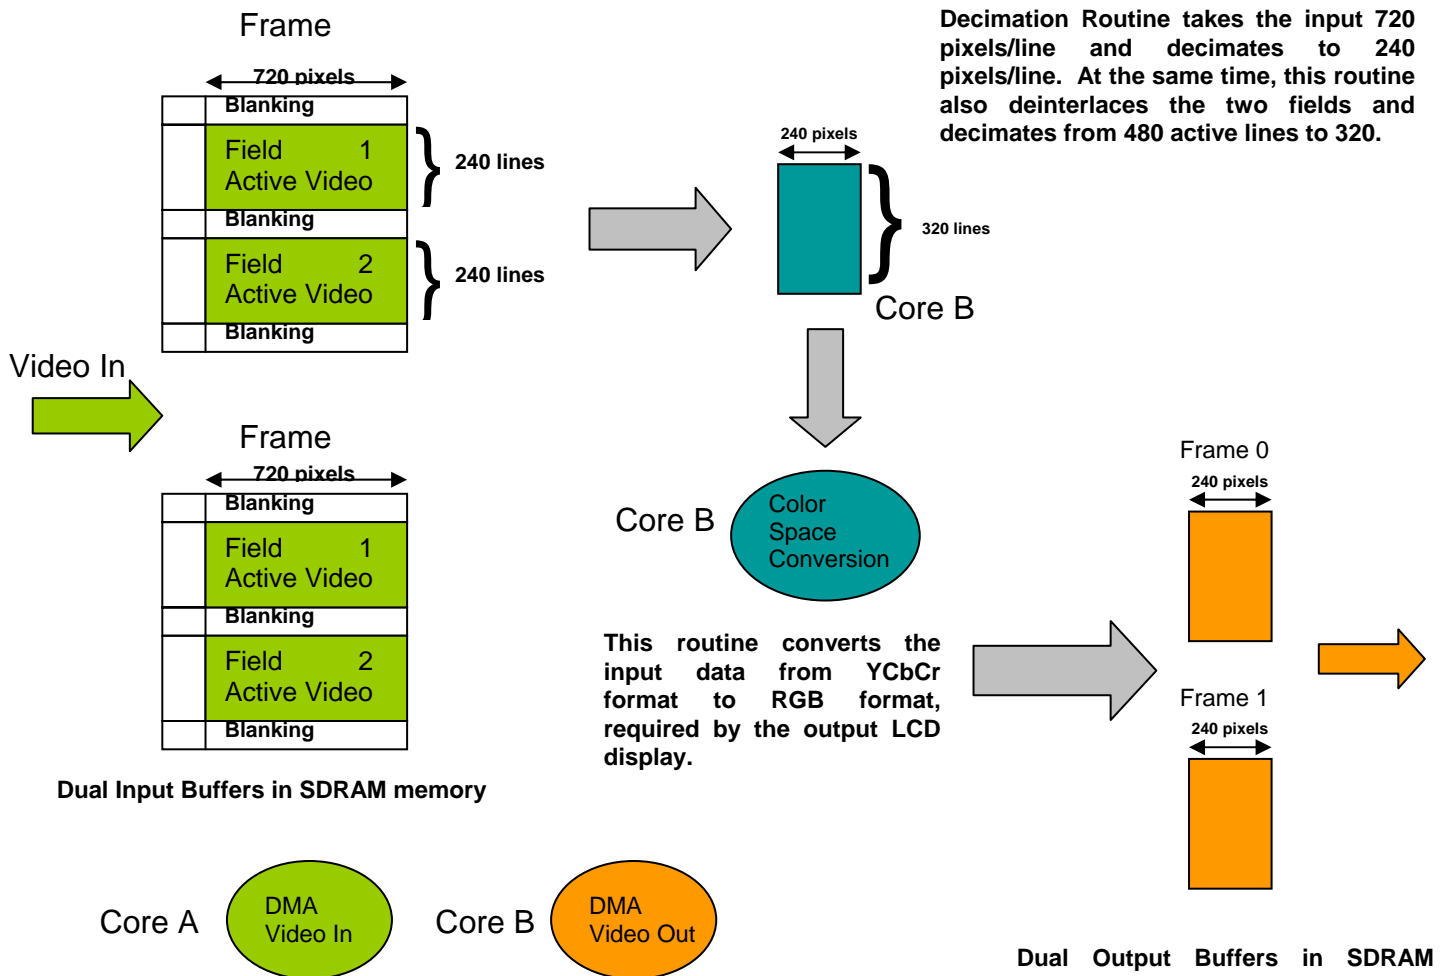 Frame
720 pixels
Blanking
Field 1
Active Video
240 lines
Blanking
Field 2
Active Video
240 lines
Blanking
Video In
Frame
720 pixels
Blanking
Field 1
Active Video
Blanking
Field 2
Active Video
Blanking
Dual Input Buffers in SDRAM memory
Decimation Routine takes the input 720
pixels/line and decimates to 240
pixels/line. At the same time, this routine
also deinterlaces the two fields and
decimates from 480 active lines to 320.
240 pixels
320 lines
Core B
Core B
Color
Space
Conversion
This routine converts the
input data from YCbCr
format to RGB format,
required by the output LCD
display.
Frame 0
240 pixels
Frame 1
240 pixels
Core A
DMA
Video In
Core B
DMA
Video Out
Dual Output Buffers in SDRAM